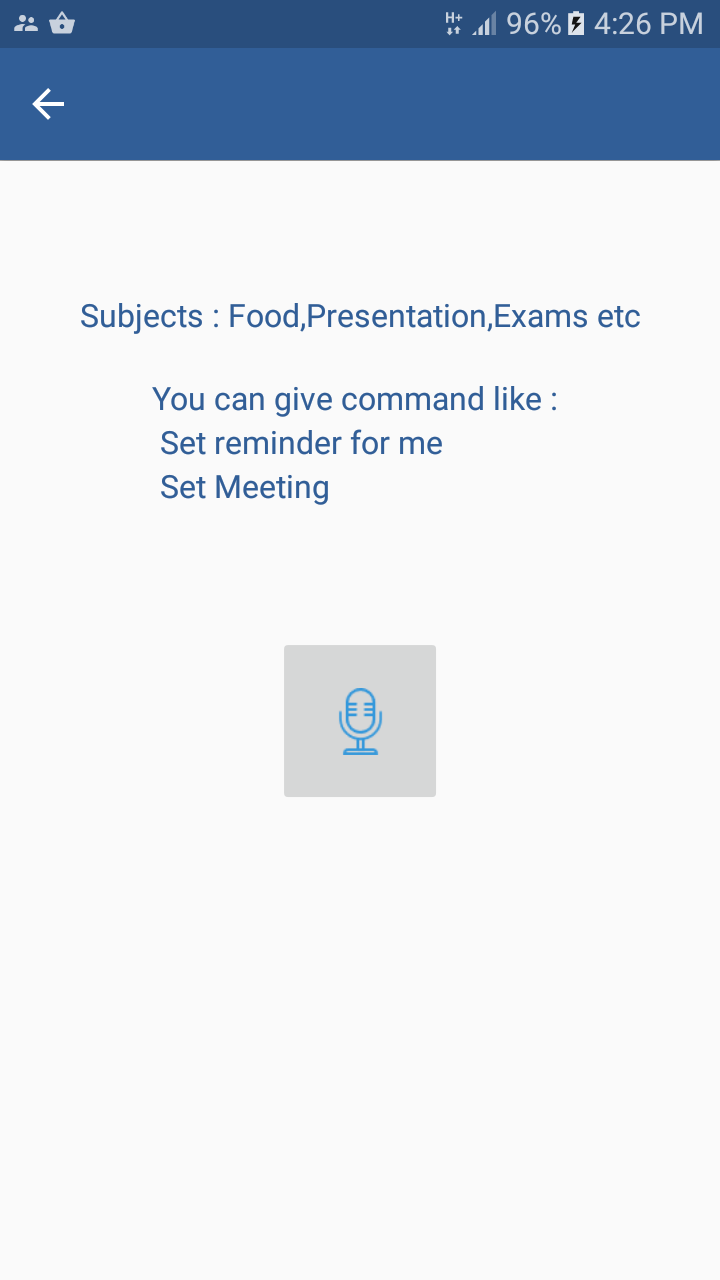 H+ 96% 4:26 PM
Subjects : Food,Presentation,Exams etc
You can give command like :
Set reminder for me
Set Meeting